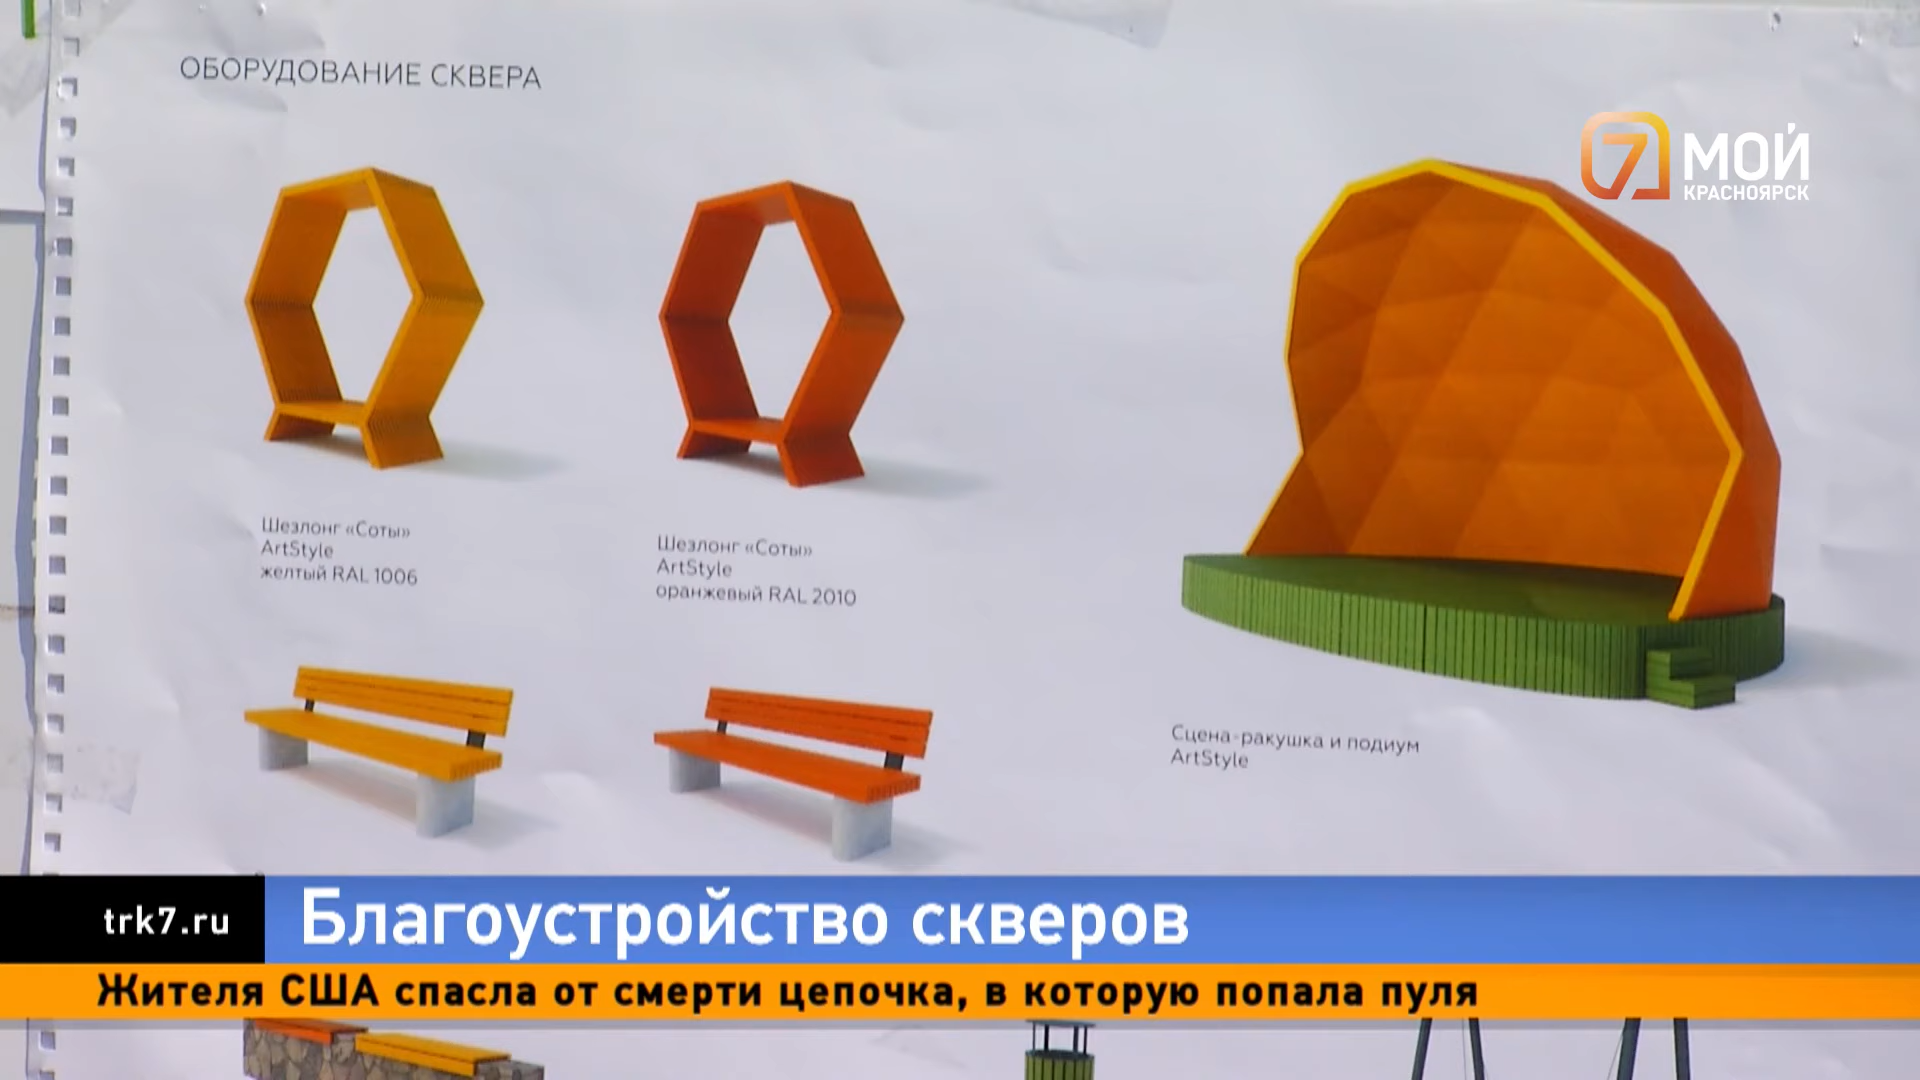 ОБОРУДОВАНИЕ СКВЕРА
7 МОЙ
КРАСНОЯРСК
Шезлонг «Соты»
ArtStyle
желтый RAL 1006
Шезлонг «Соты»
ArtStyle
оранжевый RAL 2010
Сцена-ракушка и подиум
ArtStyle
trk7.ru
Благоустройство скверов
Жителя США спасла от смерти цепочка, в которую попала пуля